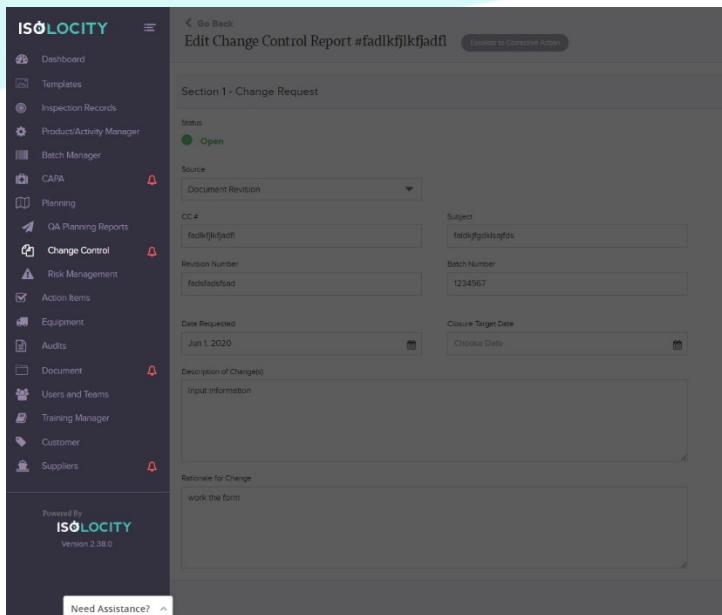 ISOLOCITY
Dashboard
Templates
Inspection Records
Product/Activity Manager
Batch Manager
CAPA
Planning
QA Planning Reports
Change Control
Risk Management
Action Items
Equipment
Audits
Document
Users and Teams
Training Manager
Customer
Suppliers
Powered By
ISOLOCITY
Version 2.38.0
Need Assistance?
Go Back
Edit Change Control Report #fadlkfjlkfjadfl
Escalate to Corrective Action
Section 1 - Change Request
Status
Open
Source
Document Revision
CC # Subject
fadlkfjlkfjadfl faldkjfgdklsajfds
Revision Number Batch Number
fadsfadsfsad 1234567
Date Requested Closure Target Date
Jun 1, 2020 Choose Date
Description of Change(s)
Input Information
Rationale for Change
work the form